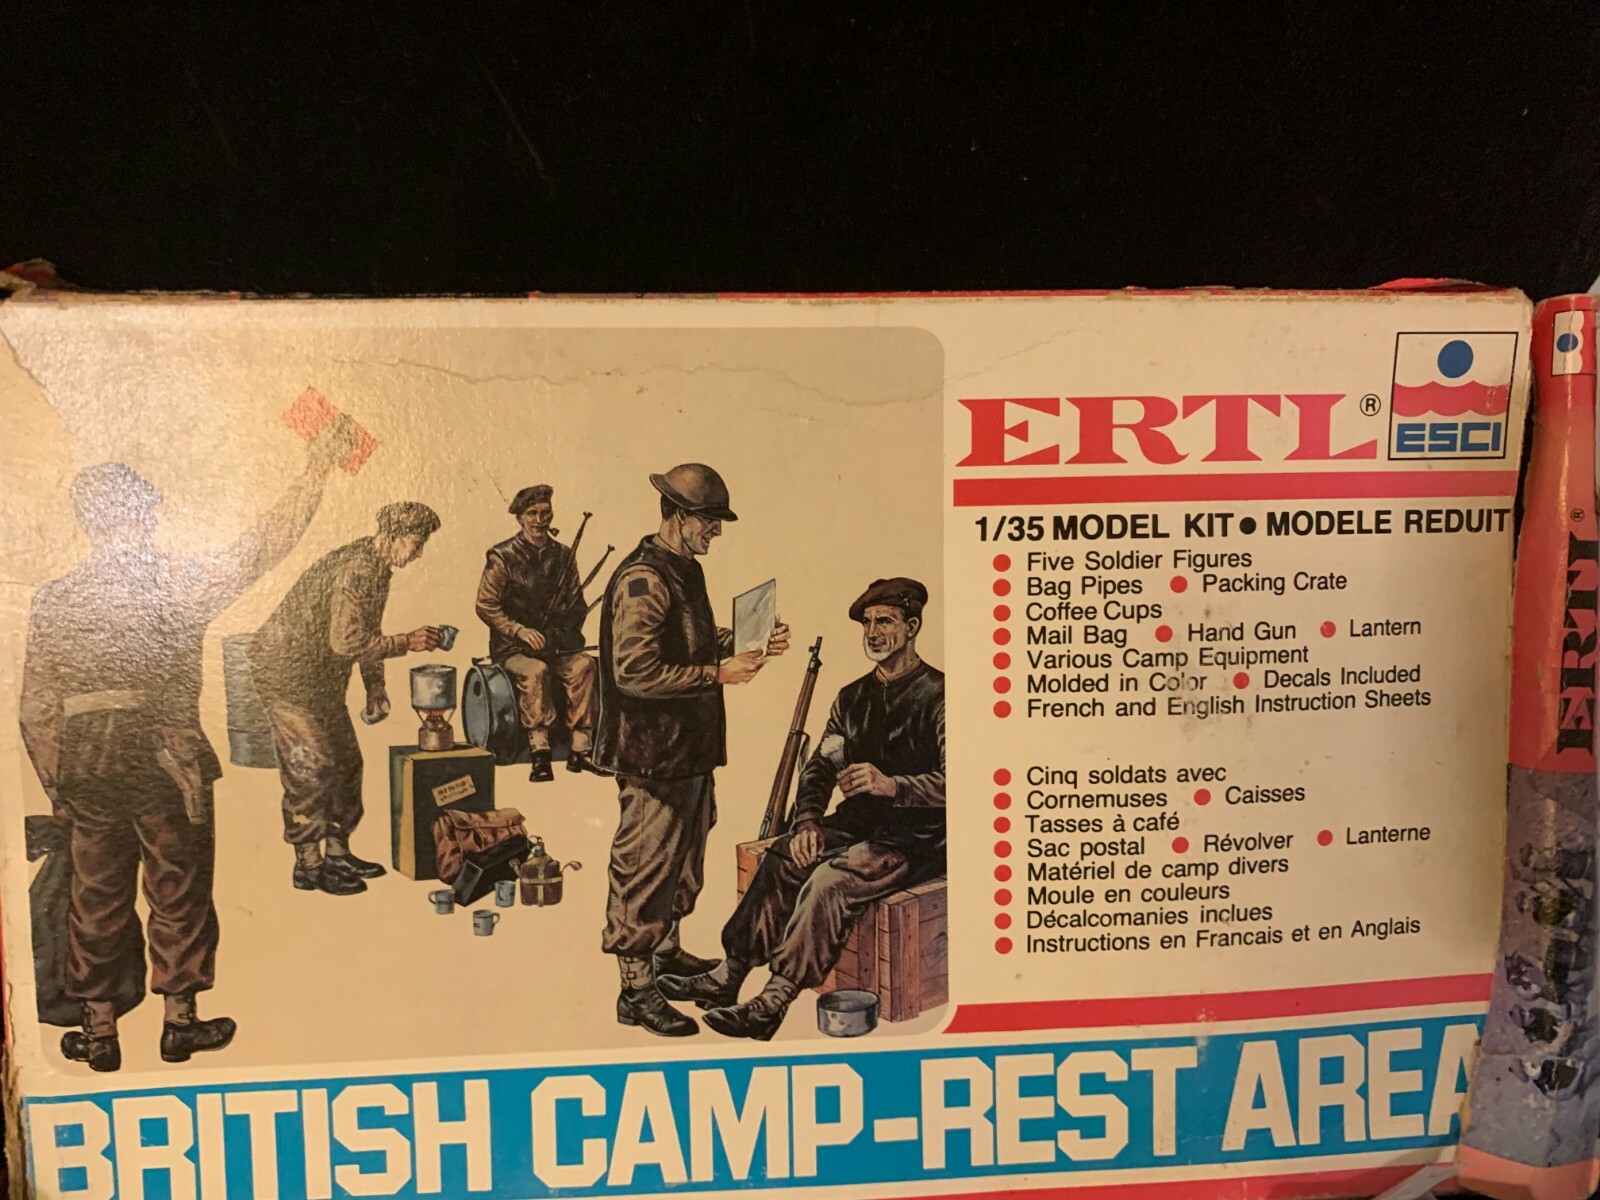 ERTL®
ESCI
1/35 MODEL KIT ● MODELE REDUIT
● Five Soldier Figures
● Bag Pipes ● Packing Crate
● Coffee Cups
● Mail Bag ● Hand Gun ● Lantern
● Various Camp Equipment
● Molded in Color ● Decals Included
● French and English Instruction Sheets
● Cinq soldats avec
● Cornemuses ● Caisses
● Tasses à café
● Sac postal ● Révolver ● Lanterne
● Matériel de camp divers
● Moule en couleurs
● Décalcomanies inclues
● Instructions en Francais et en Anglais
BRITISH CAMP-REST AREA
ERTL®